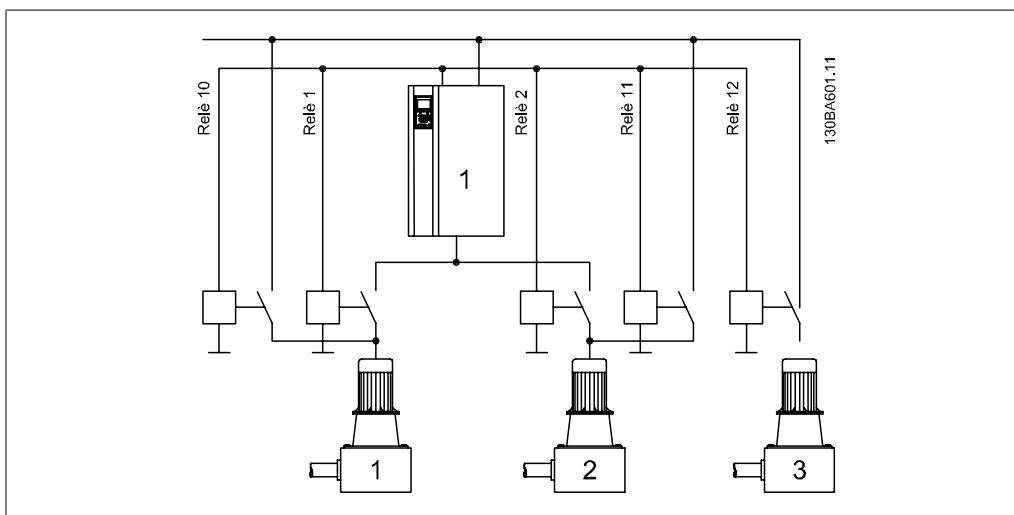 Relè 10
Relè 1
Relè 2
Relè 11
Relè 12
130BA601.11
1
1
2
3